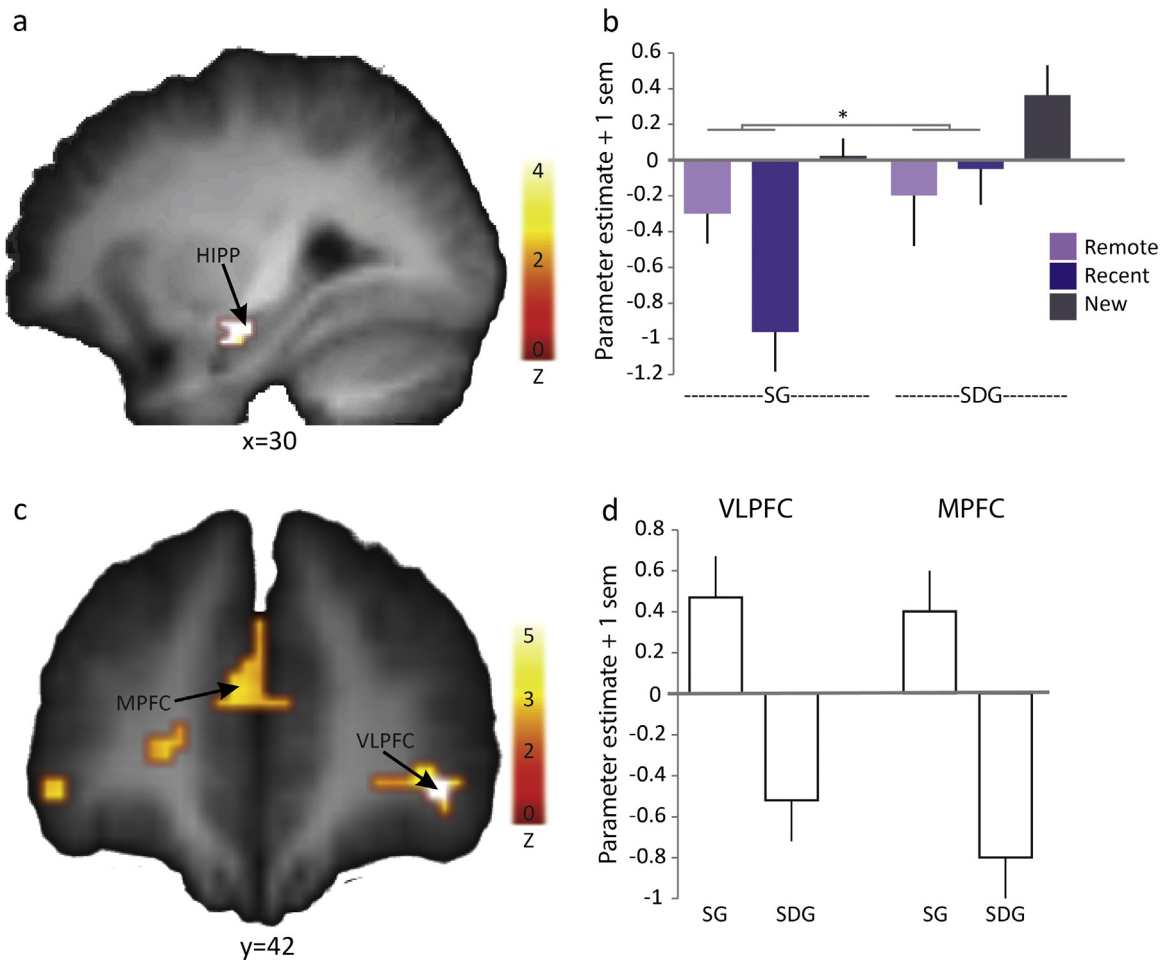 a
HIPP
4
2
0
Z
x=30
b
Parameter estimate + 1 sem
0.6
0.4
0.2
0
-0.2
-0.4
-0.6
-0.8
-1
-1.2
*
Remote
Recent
New
-----------SG-----------
---------SDG---------
c
MPFC
VLPFC
5
3
2
0
Z
y=42
d
VLPFC MPFC
Parameter estimate + 1 sem
0.8
0.6
0.4
0.2
0
-0.2
-0.4
-0.6
-0.8
-1
SG SDG SG SDG